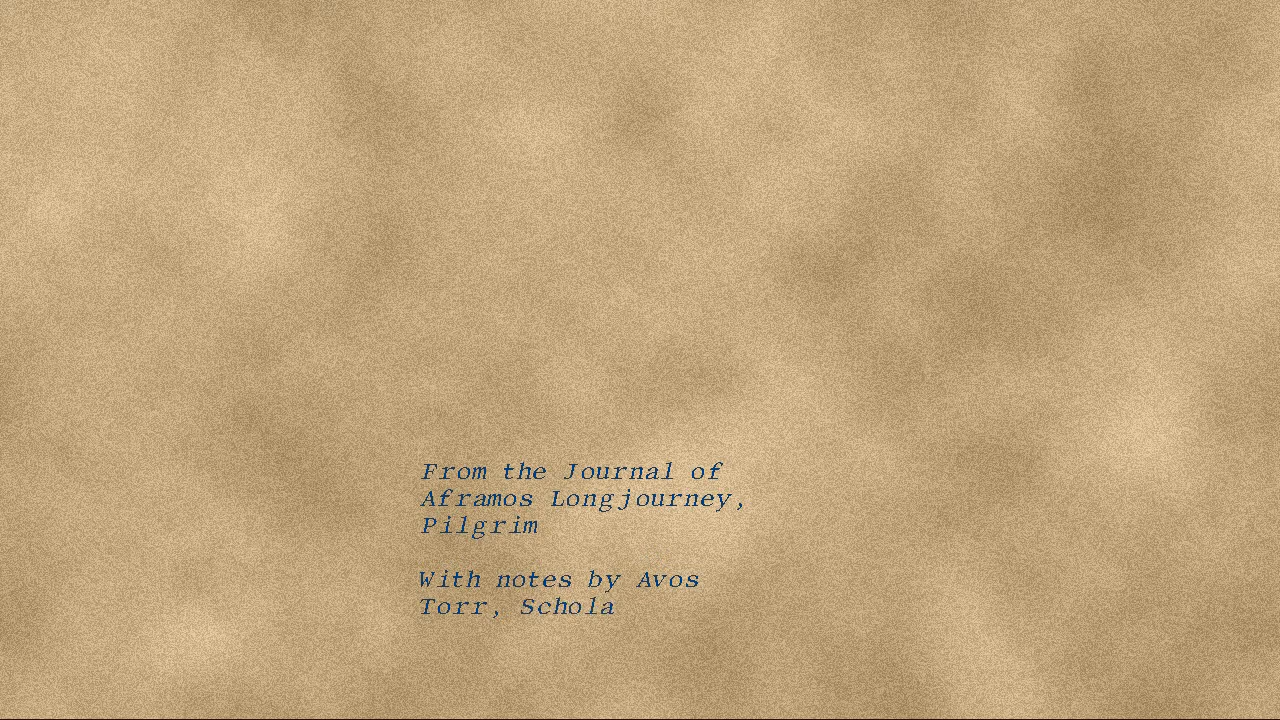 From the Journal of
Aframos Longjourney,
Pilgrim
With notes by Avos
Torr, Schola